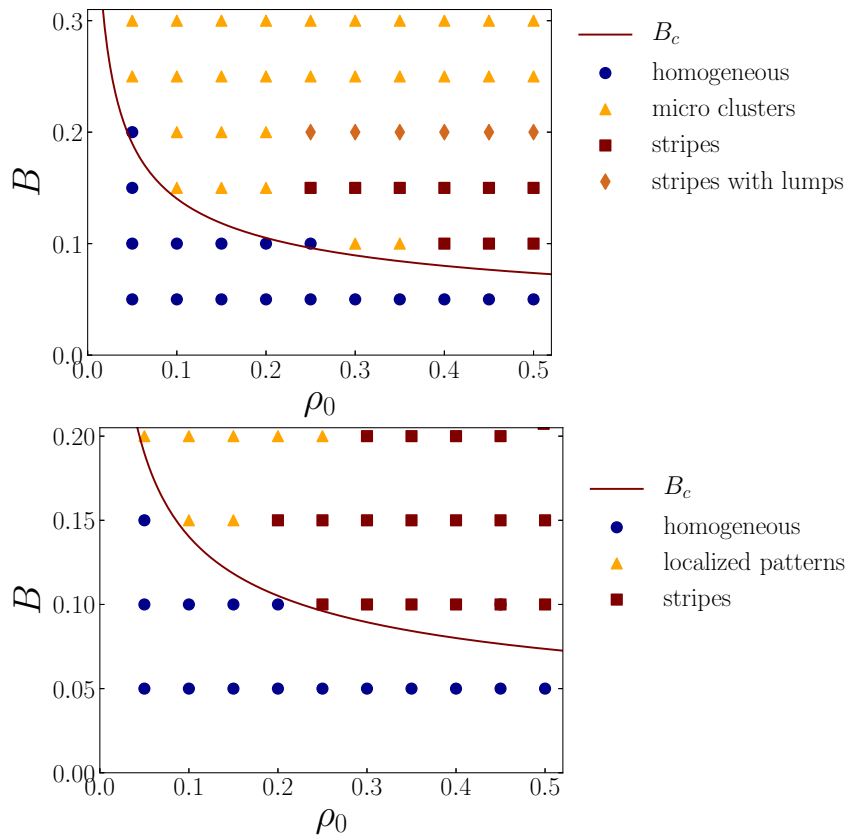 0.3
B_c
homogeneous
micro clusters
0.2
stripes
B
stripes with lumps
0.1
0.0
0.0 0.1 0.2 0.3 0.4 0.5
ρ_0
0.20
B_c
0.15
homogeneous
localized patterns
B
0.10
stripes
0.05
0.00
0.0 0.1 0.2 0.3 0.4 0.5
ρ_0